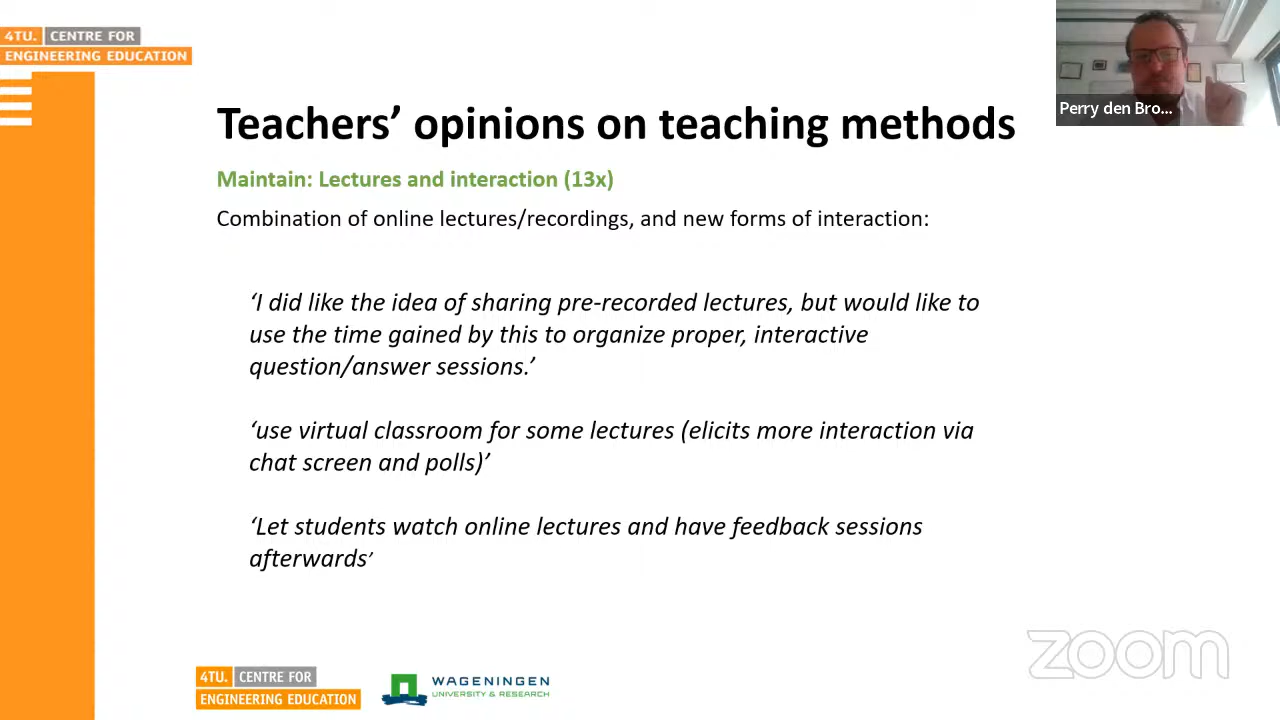 4TU. CENTRE FOR
ENGINEERING EDUCATION
Perry den Bro...
Teachers’ opinions on teaching methods
Maintain: Lectures and interaction (13x)
Combination of online lectures/recordings, and new forms of interaction:
‘I did like the idea of sharing pre-recorded lectures, but would like to
use the time gained by this to organize proper, interactive
question/answer sessions.’
‘use virtual classroom for some lectures (elicits more interaction via
chat screen and polls)’
‘Let students watch online lectures and have feedback sessions
afterwards’
zoom
4TU. CENTRE FOR
ENGINEERING EDUCATION
WAGENINGEN
UNIVERSITY & RESEARCH